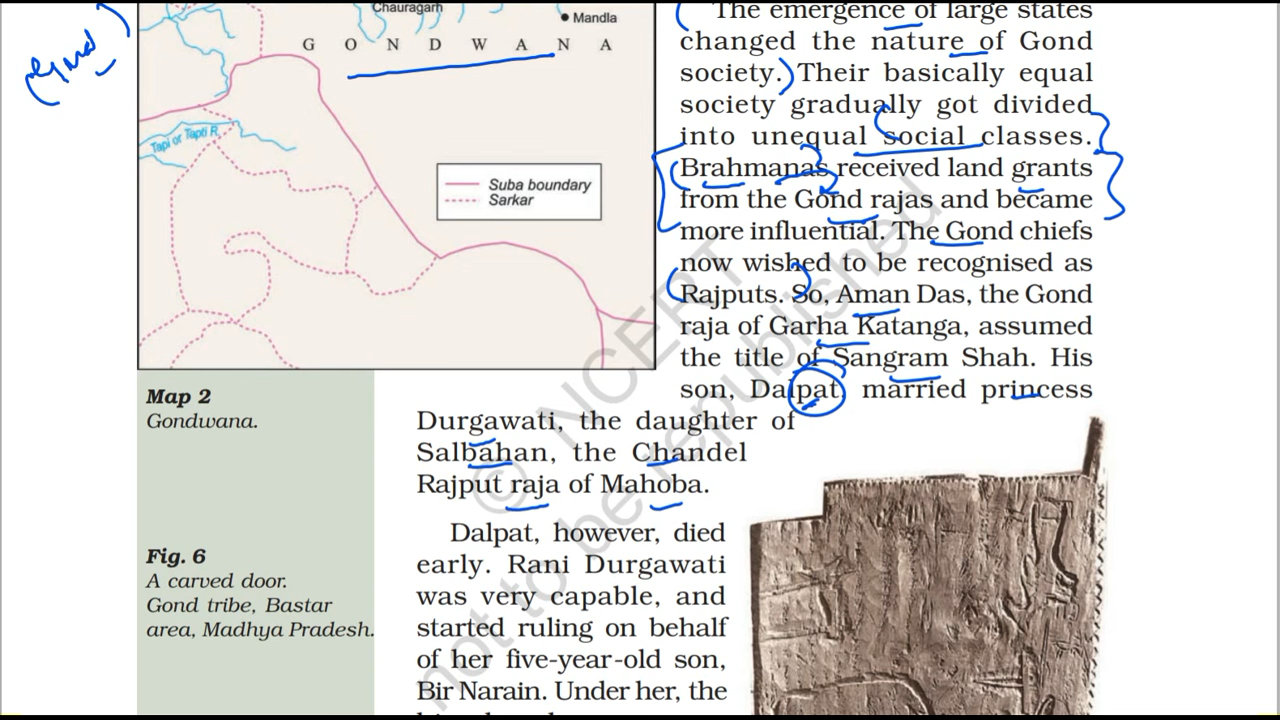 Chauragarh
Mandla
G O N D W A N A
Tapi or Tapti R.
Suba boundary
Sarkar
Map 2
Gondwana.
Fig. 6
A carved door.
Gond tribe, Bastar
area, Madhya Pradesh.
The emergence of large states
changed the nature of Gond
society. Their basically equal
society gradually got divided
into unequal social classes.
Brahmanas received land grants
from the Gond rajas and became
more influential. The Gond chiefs
now wished to be recognised as
Rajputs. So, Aman Das, the Gond
raja of Garha Katanga, assumed
the title of Sangram Shah. His
son, Dalpat, married princess
Durgawati, the daughter of
Salbahan, the Chandel
Rajput raja of Mahoba.
Dalpat, however, died
early. Rani Durgawati
was very capable, and
started ruling on behalf
of her five-year-old son,
Bir Narain. Under her, the
© NCERT
not to be republished